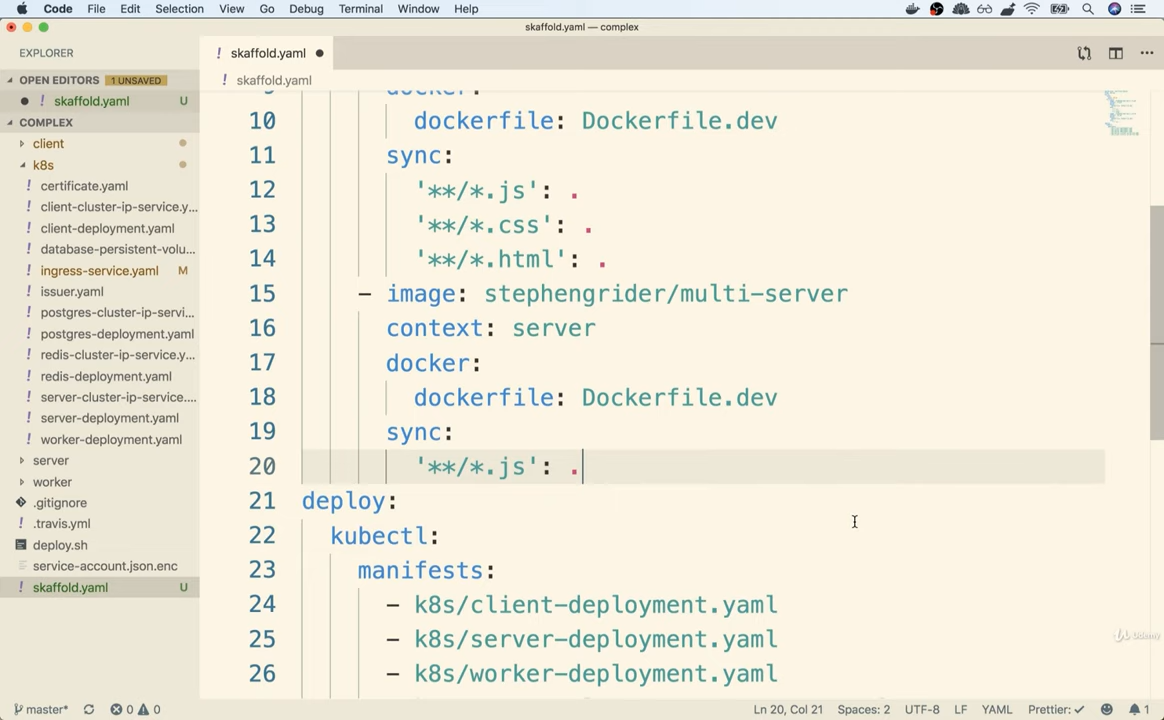 Code File Edit Selection View Go Debug Terminal Window Help
skaffold.yaml — complex
EXPLORER
OPEN EDITORS 1 UNSAVED
skaffold.yaml U
COMPLEX
client
k8s
certificate.yaml
client-cluster-ip-service.y...
client-deployment.yaml
database-persistent-volu...
ingress-service.yaml M
issuer.yaml
postgres-cluster-ip-servi...
postgres-deployment.yaml
redis-cluster-ip-service.y...
redis-deployment.yaml
server-cluster-ip-service....
server-deployment.yaml
worker-deployment.yaml
server
worker
.gitignore
.travis.yml
deploy.sh
service-account.json.enc
skaffold.yaml U
! skaffold.yaml
! skaffold.yaml
9 docker:
10 dockerfile: Dockerfile.dev
11 sync:
12 '**/*.js': .
13 '**/*.css': .
14 '**/*.html': .
15 - image: stephengrider/multi-server
16 context: server
17 docker:
18 dockerfile: Dockerfile.dev
19 sync:
20 '**/*.js': .
21 deploy:
22 kubectl:
23 manifests:
24 - k8s/client-deployment.yaml
25 - k8s/server-deployment.yaml
26 - k8s/worker-deployment.yaml
Udemy
master* 0 0 Ln 20, Col 21 Spaces: 2 UTF-8 LF YAML Prettier: ✓ 1